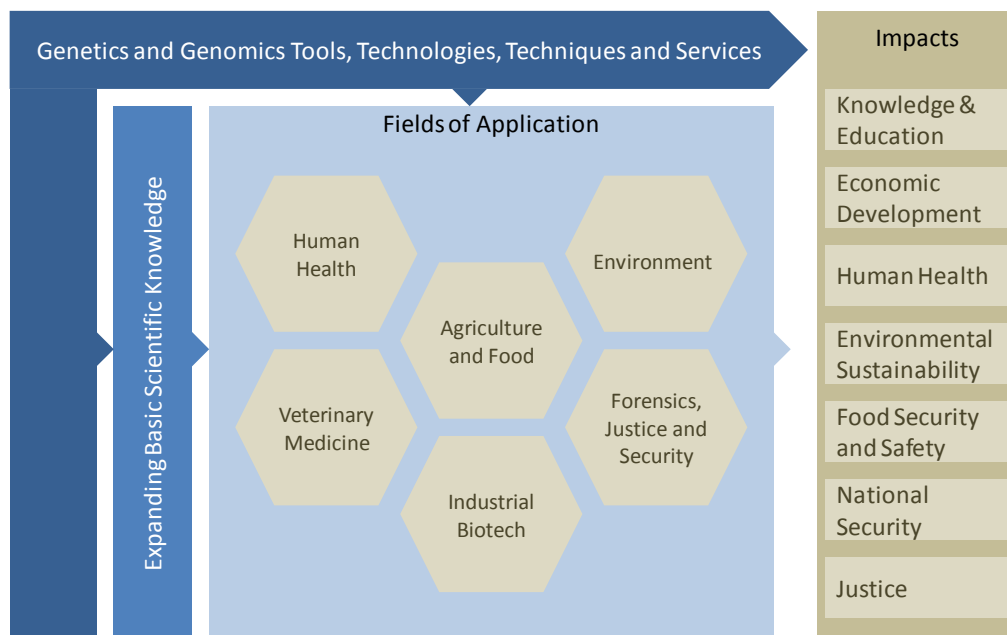 Genetics and Genomics Tools, Technologies, Techniques and Services
Expanding Basic Scientific Knowledge
Fields of Application
Human
Health
Environment
Agriculture
and Food
Veterinary
Medicine
Forensics,
Justice and
Security
Industrial
Biotech
Impacts
Knowledge &
Education
Economic
Development
Human Health
Environmental
Sustainability
Food Security
and Safety
National
Security
Justice